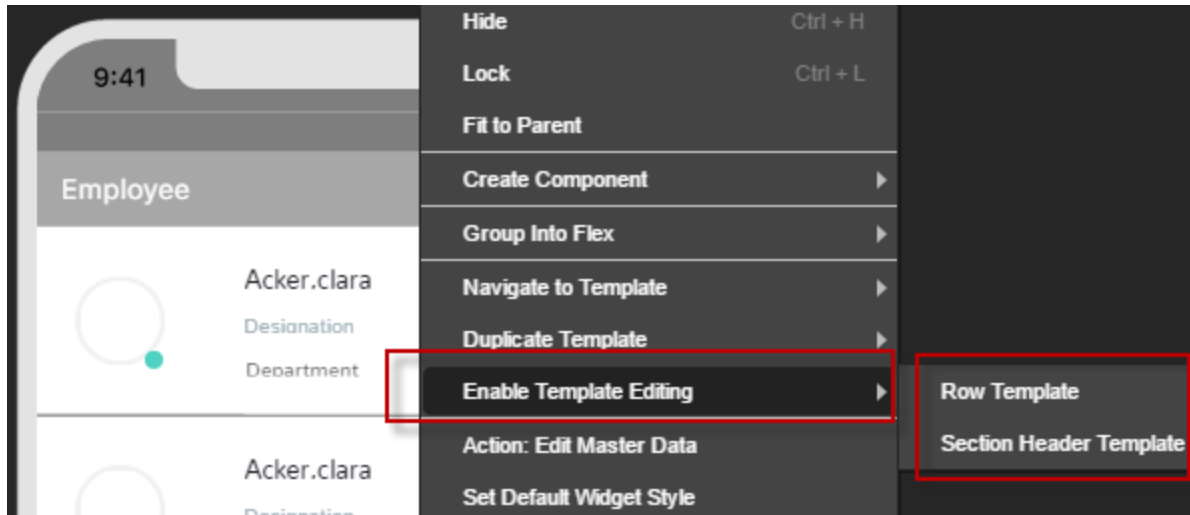 9:41
Employee
Acker.clara
Designation
Department
Acker.clara
Designation
Hide Ctrl + H
Lock Ctrl + L
Fit to Parent
Create Component
Group Into Flex
Navigate to Template
Duplicate Template
Enable Template Editing
Action: Edit Master Data
Set Default Widget Style
Row Template
Section Header Template